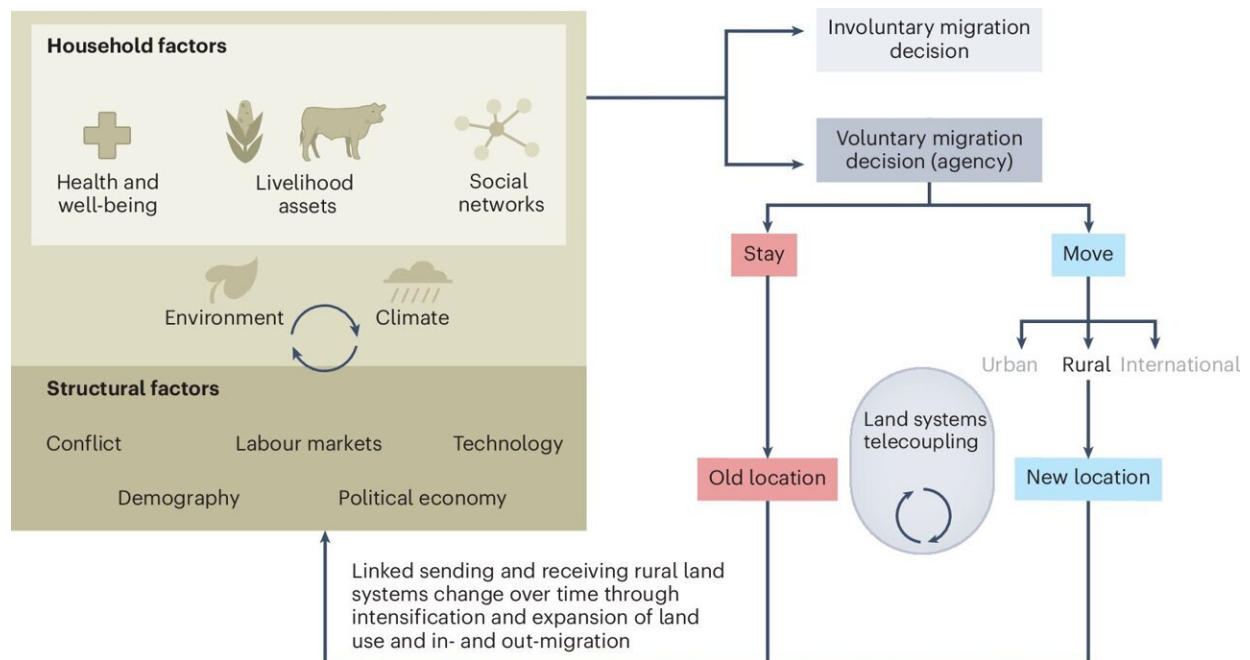 Household factors
Health and
well-being
Livelihood
assets
Social
networks
Environment
Climate
Structural factors
Conflict
Labour markets
Technology
Demography
Political economy
Involuntary migration
decision
Voluntary migration
decision (agency)
Stay
Move
Urban
Rural
International
Land systems
telecoupling
Old location
New location
Linked sending and receiving rural land
systems change over time through
intensification and expansion of land
use and in- and out-migration